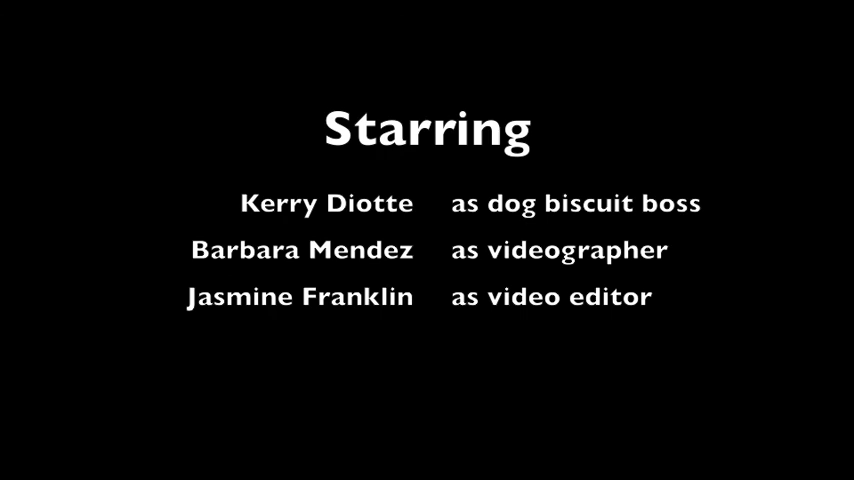 Starring
Kerry Diotte as dog biscuit boss
Barbara Mendez as videographer
Jasmine Franklin as video editor